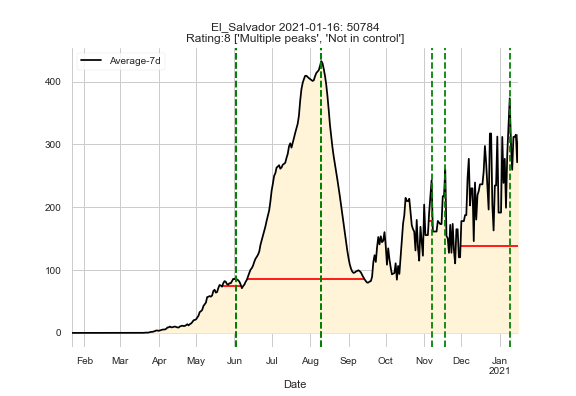 El_Salvador 2021-01-16: 50784
Rating:8 ['Multiple peaks', 'Not in control']
Average-7d
400
300
200
100
0
Feb Mar Apr May Jun Jul Aug Sep Oct Nov Dec Jan
2021
Date